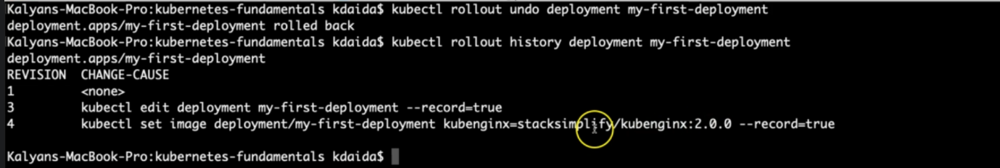 Kalyans-MacBook-Pro:kubernetes-fundamentals kdaida$ kubectl rollout undo deployment my-first-deployment
deployment.apps/my-first-deployment rolled back
Kalyans-MacBook-Pro:kubernetes-fundamentals kdaida$ kubectl rollout history deployment my-first-deployment
deployment.apps/my-first-deployment
REVISION  CHANGE-CAUSE
1         <none>
3         kubectl edit deployment my-first-deployment --record=true
4         kubectl set image deployment/my-first-deployment kubenginx=stacksimplify/kubenginx:2.0.0 --record=true
Kalyans-MacBook-Pro:kubernetes-fundamentals kdaida$